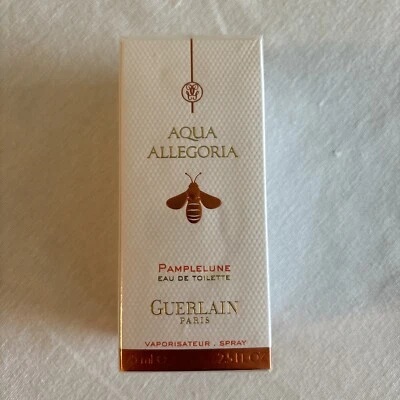 AQUA
ALLEGORIA
PAMPLELUNE
EAU DE TOILETTE
GUERLAIN
PARIS
VAPORISATEUR . SPRAY